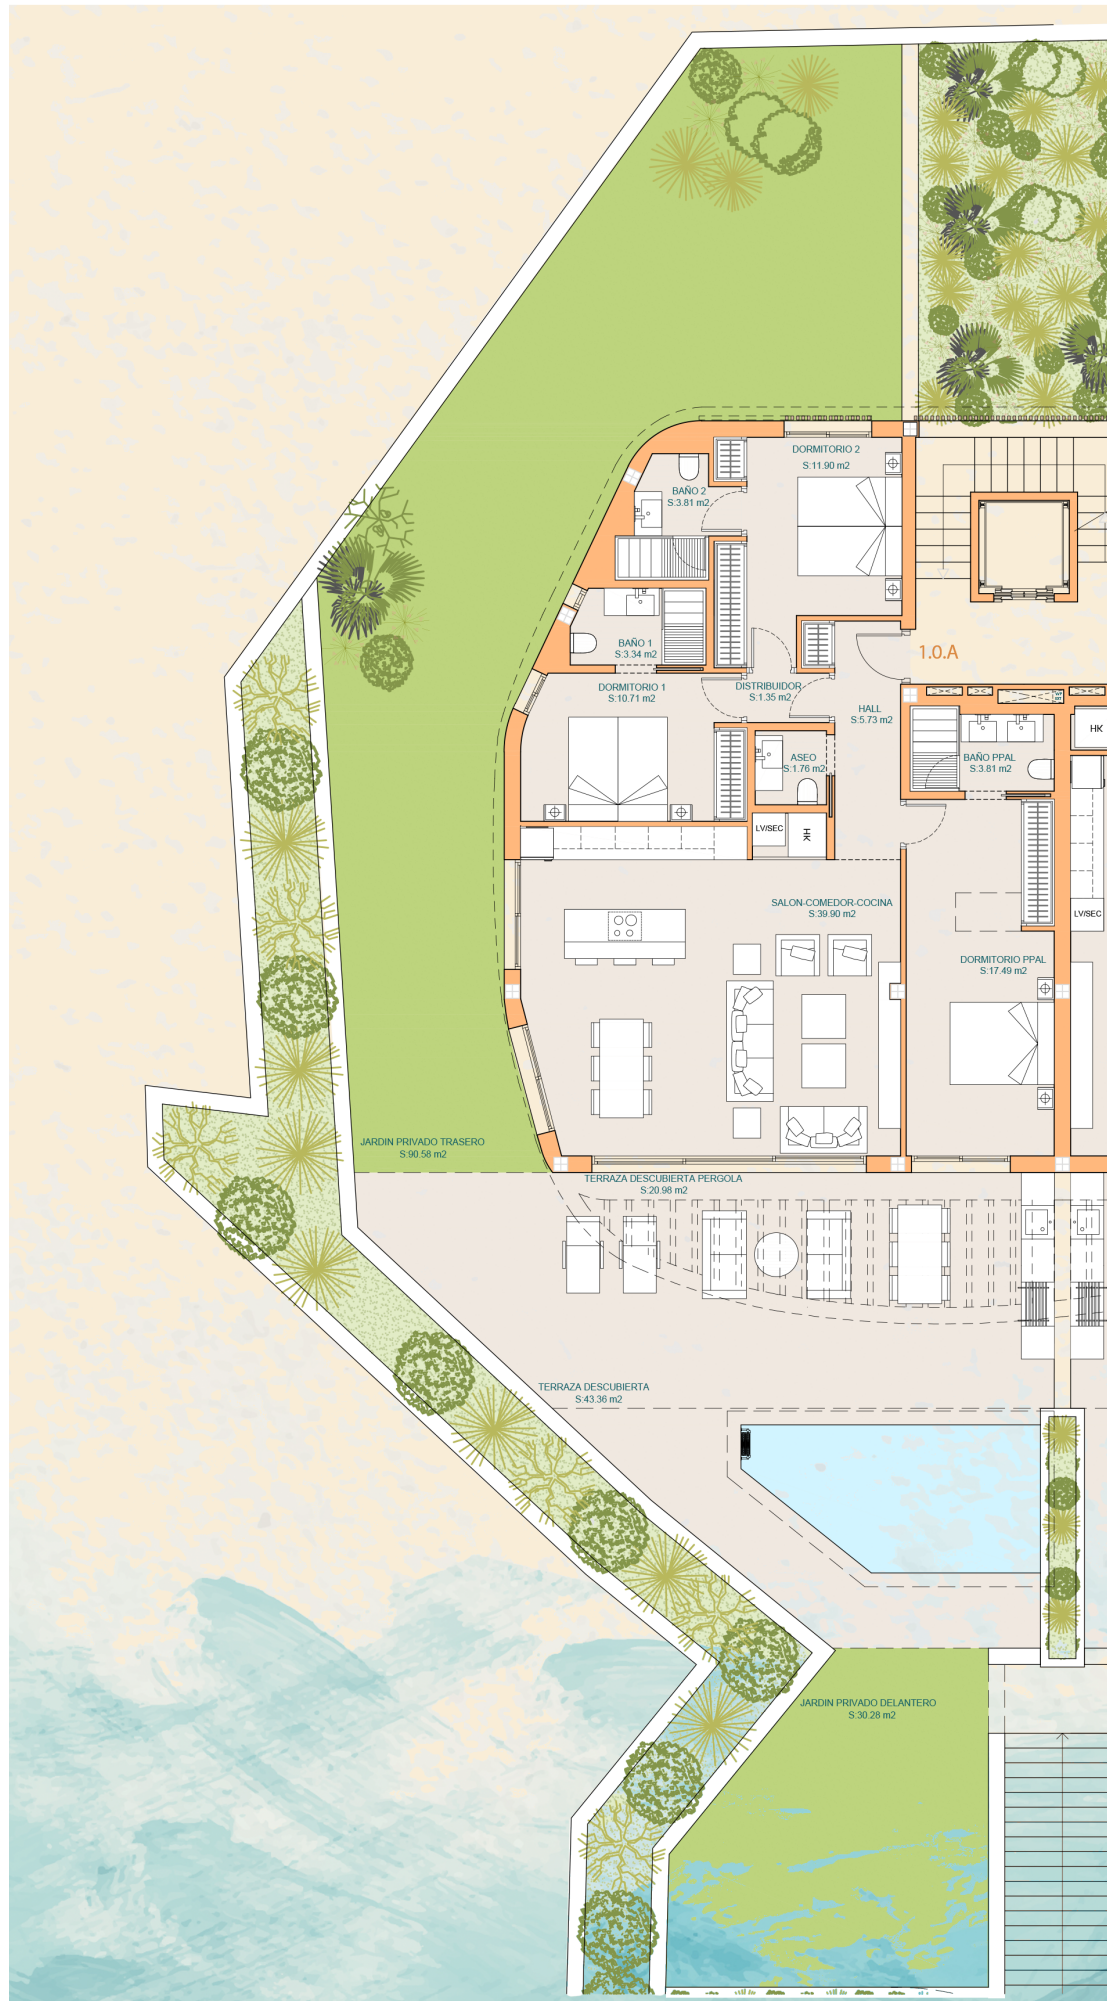 DORMITORIO 2
S:11.90 m2
BAÑO 2
S:3.81 m2
BAÑO 1
S:3.34 m2
1.0.A
DORMITORIO 1
S:10.71 m2
DISTRIBUIDOR
S:1.35 m2
HALL
S:5.73 m2
HK
ASEO
S:1.76 m2
BAÑO PPAL
S:3.81 m2
LV/SEC
HK
SALON-COMEDOR-COCINA
S:39.90 m2
LV/SEC
DORMITORIO PPAL
S:17.49 m2
JARDIN PRIVADO TRASERO
S:90.58 m2
TERRAZA DESCUBIERTA PERGOLA
S:20.98 m2
TERRAZA DESCUBIERTA
S:43.36 m2
JARDIN PRIVADO DELANTERO
S:30.28 m2